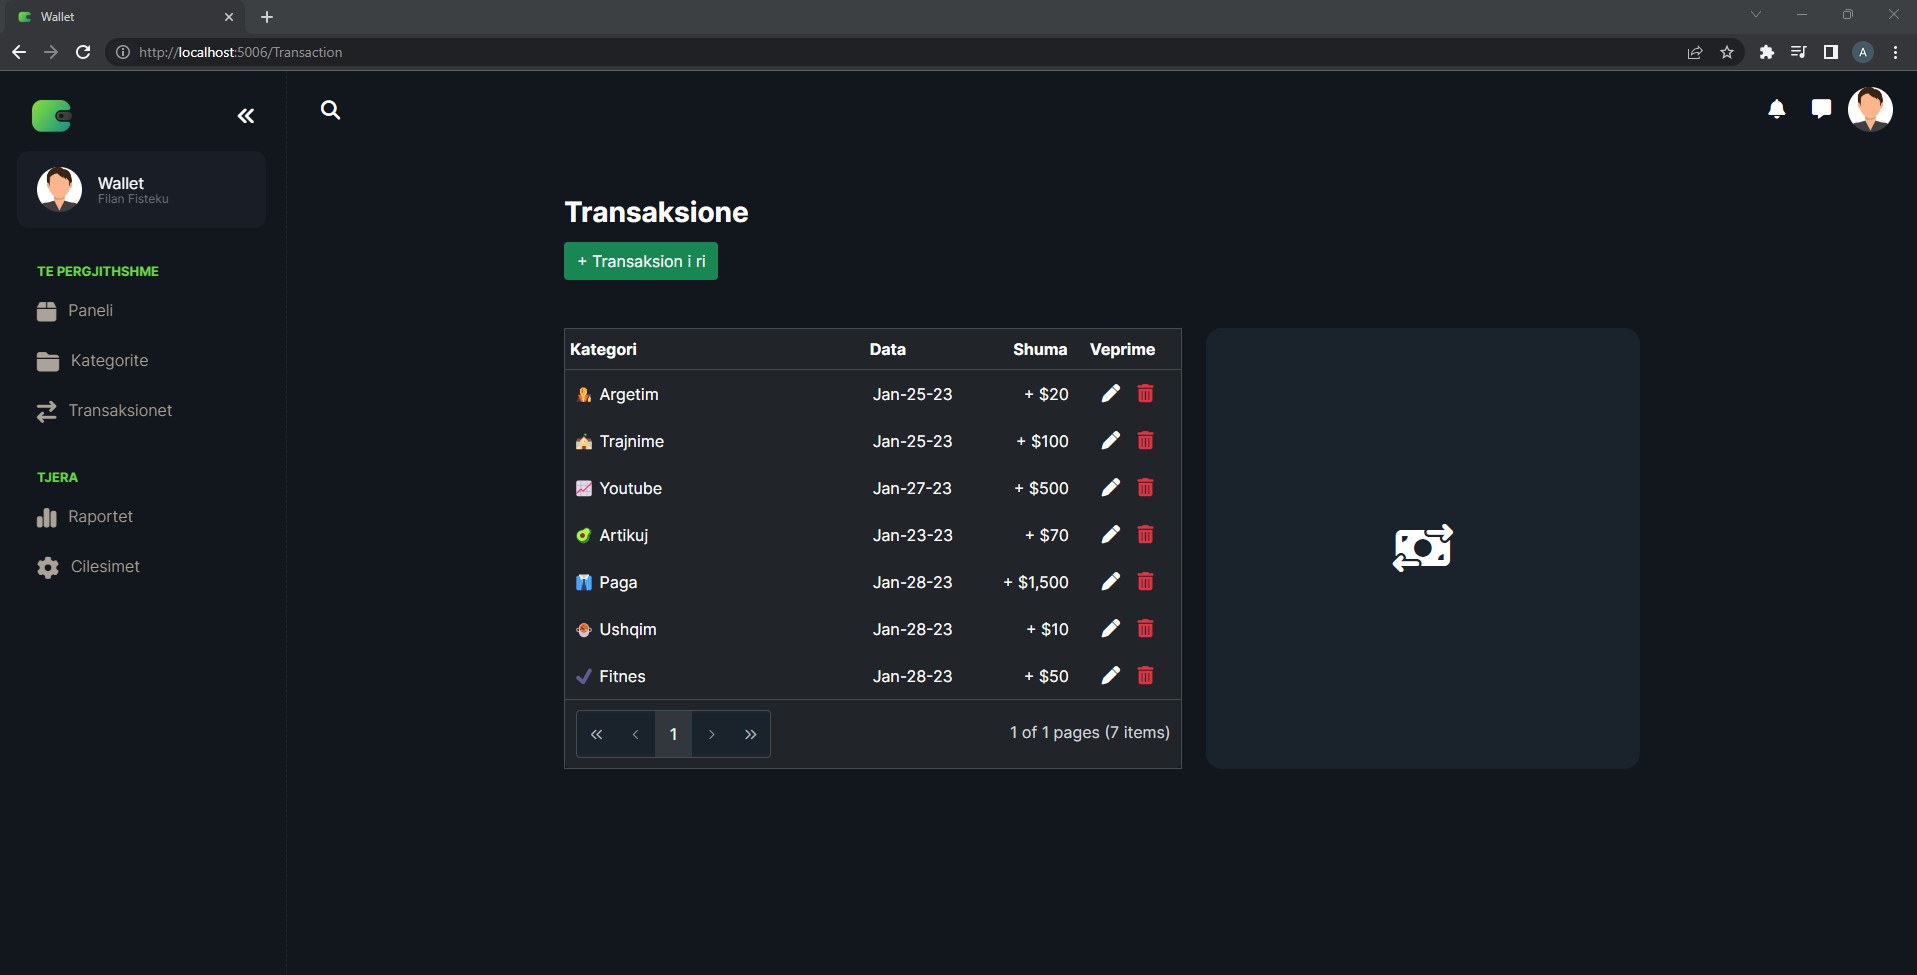 Wallet
http://localhost:5006/Transaction
A
Wallet
Filan Fisteku
TE PERGJITHSHME
Paneli
Kategorite
Transaksionet
TJERA
Raportet
Cilesimet
Transaksione
+ Transaksion i ri
Kategori Data Shuma Veprime
Argetim Jan-25-23 + $20
Trajnime Jan-25-23 + $100
Youtube Jan-27-23 + $500
Artikuj Jan-23-23 + $70
Paga Jan-28-23 + $1,500
Ushqim Jan-28-23 + $10
Fitnes Jan-28-23 + $50
« ‹ 1 › » 1 of 1 pages (7 items)